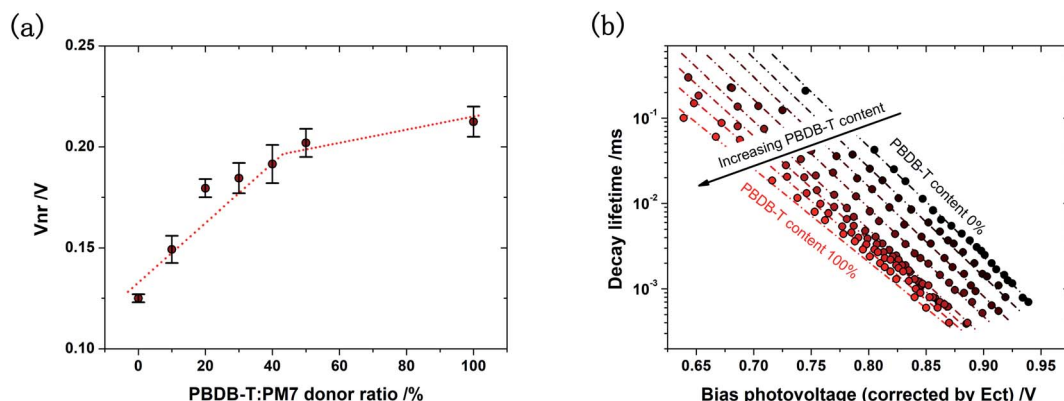 (a)
0.25
0.20
0.15
0.10
Vnr /V
0
20
40
60
80
100
PBDB-T:PM7 donor ratio /%
(b)
10⁻¹
10⁻²
10⁻³
Decay lifetime /ms
Increasing PBDB-T content
PBDB-T content 0%
PBDB-T content 100%
0.65
0.70
0.75
0.80
0.85
0.90
0.95
Bias photovoltage (corrected by Ect) /V